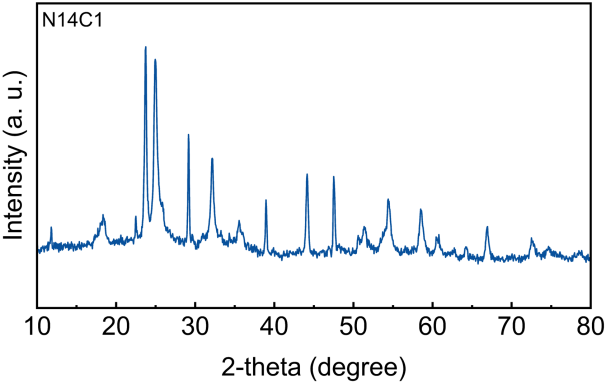 N14C1
Intensity (a. u.)
10 20 30 40 50 60 70 80
2-theta (degree)